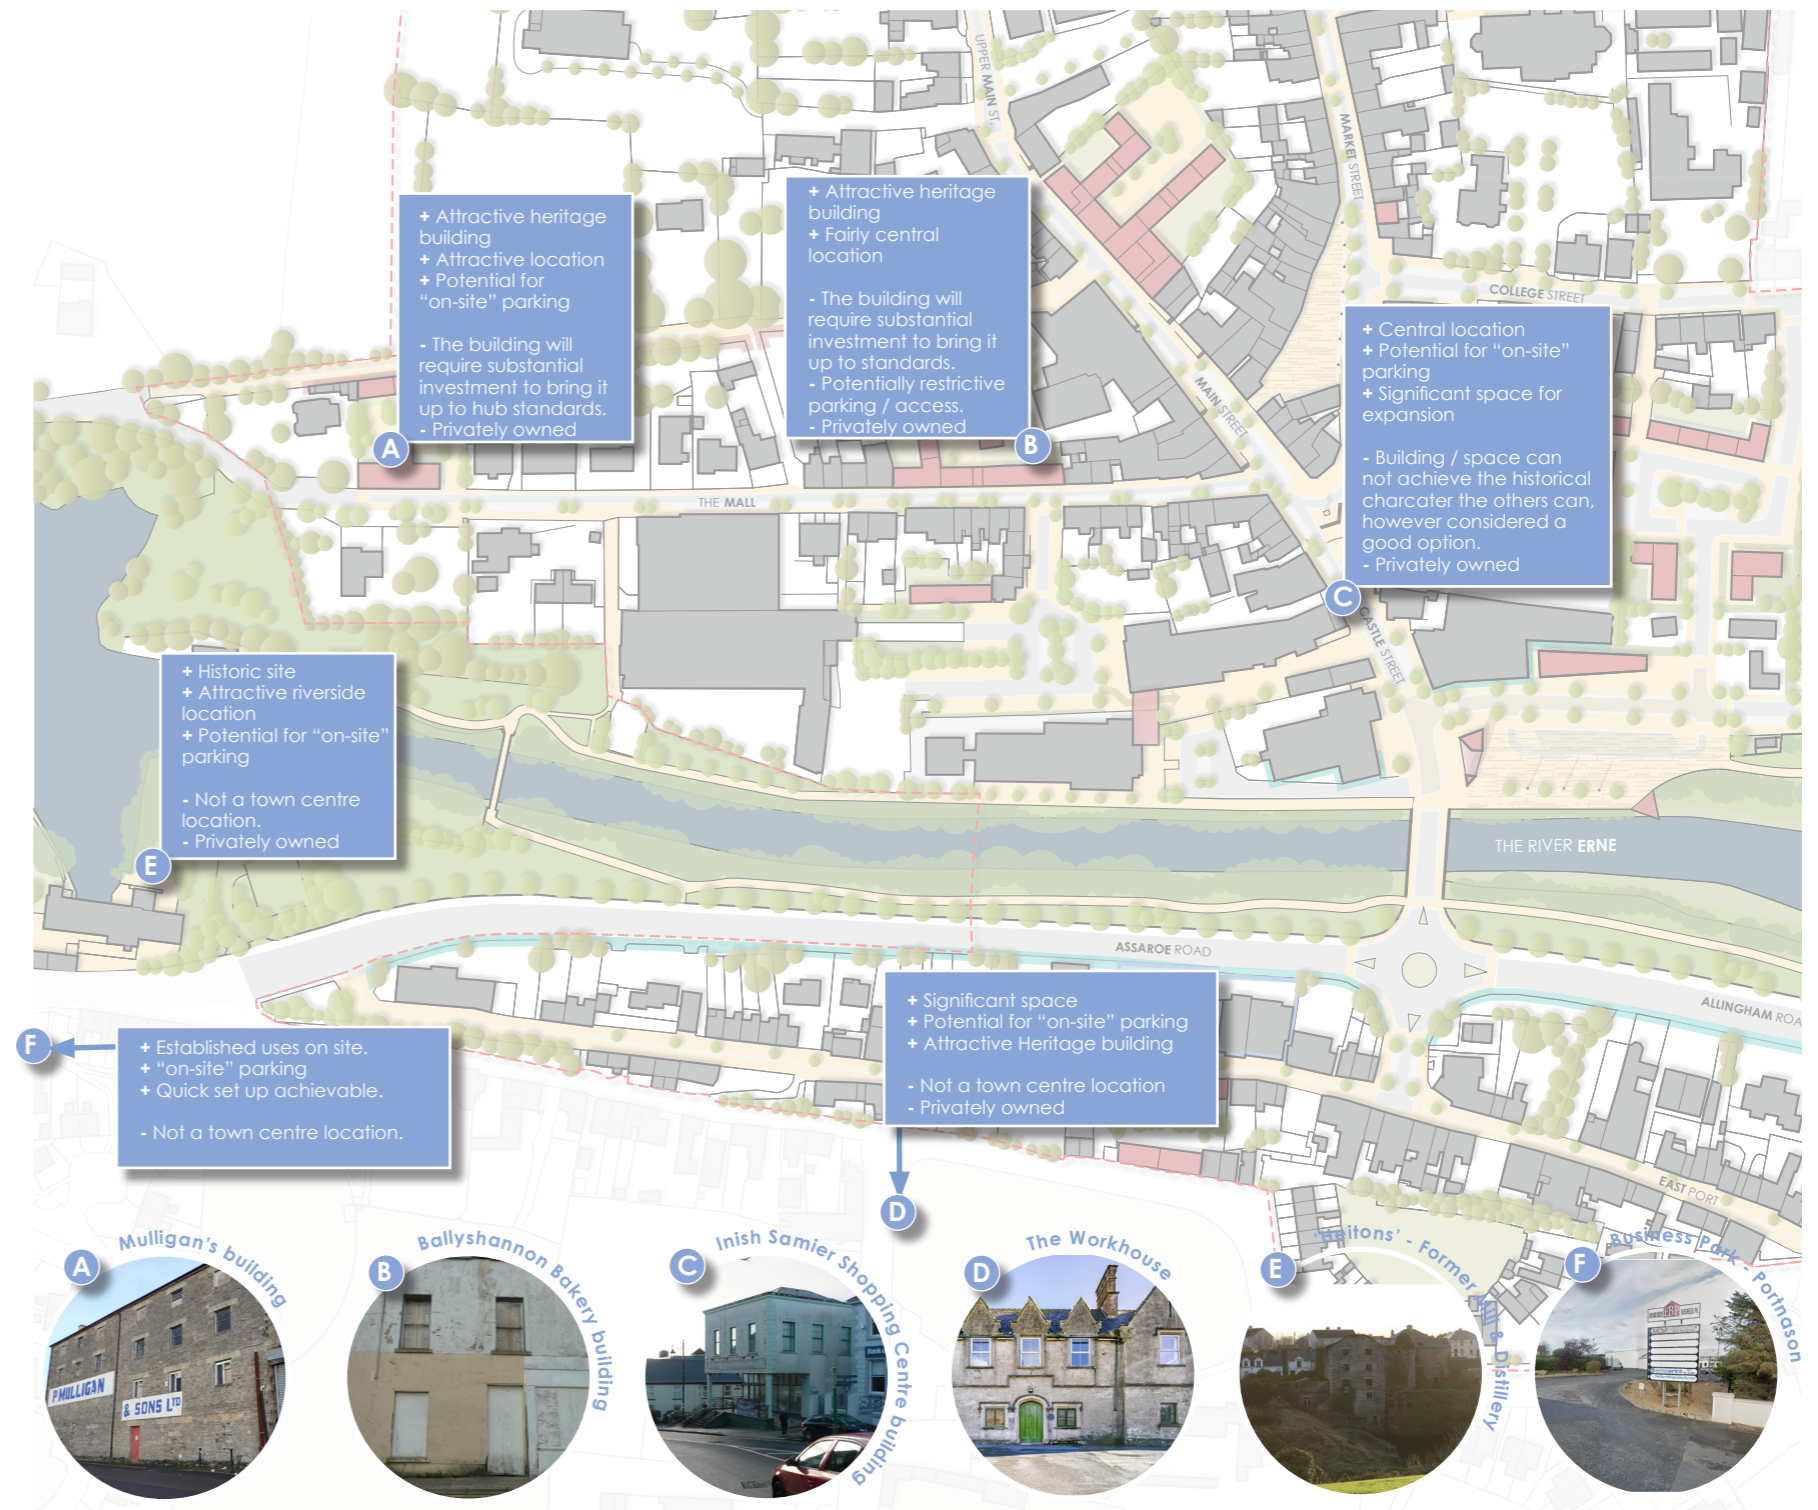 UPPER MAIN ST.
MARKET STREET
COLLEGE STREET
+ Attractive heritage
building
+ Attractive location
+ Potential for
"on-site" parking
- The building will
require substantial
investment to bring it
up to hub standards.
- Privately owned
A
+ Attractive heritage
building
+ Fairly central
location
- The building will
require substantial
investment to bring it
up to standards.
- Potentially restrictive
parking / access.
- Privately owned
B
MAIN STREET
+ Central location
+ Potential for "on-site"
parking
+ Significant space for
expansion
- Building / space can
not achieve the historical
charcater the others can,
however considered a
good option.
- Privately owned
C
THE MALL
CASTLE STREET
+ Historic site
+ Attractive riverside
location
+ Potential for "on-site"
parking
- Not a town centre
location.
- Privately owned
E
THE RIVER ERNE
ASSAROE ROAD
ALLINGHAM ROA
+ Significant space
+ Potential for "on-site" parking
+ Attractive Heritage building
- Not a town centre location
- Privately owned
D
F
+ Established uses on site.
+ "on-site" parking
+ Quick set up achievable.
- Not a town centre location.
EAST PORT
A
Mulligan's building
P. MULLIGAN
& SONS LTD
B
Ballyshannon Bakery building
C
Inish Samier Shopping Centre building
D
The Workhouse
E
'Heitons' - Former Mill & Distillery
F
Business Park - Portnason